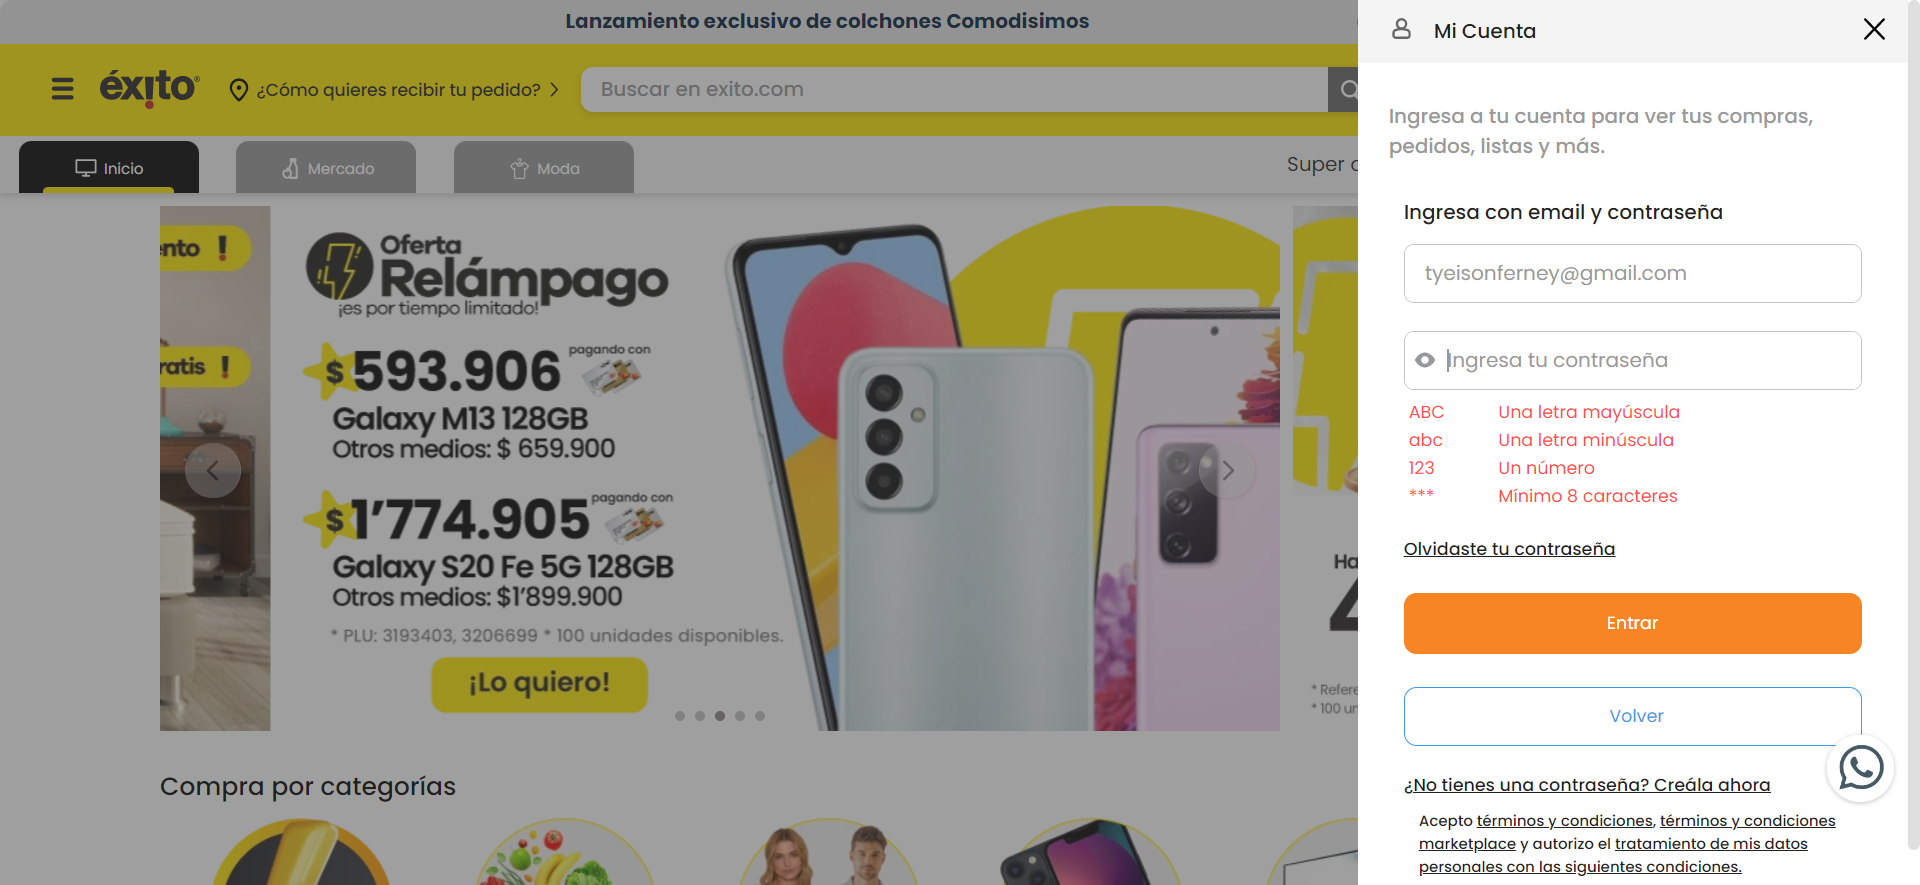 Lanzamiento exclusivo de colchones Comodisimos
Mi Cuenta
éxito
¿Cómo quieres recibir tu pedido?
Buscar en exito.com
Inicio
Mercado
Moda
Super
Ingresa a tu cuenta para ver tus compras,
pedidos, listas y más.
Ingresa con email y contraseña
tyeisonferney@gmail.com
Ingresa tu contraseña
ABC Una letra mayúscula
abc Una letra minúscula
123 Un número
*** Mínimo 8 caracteres
Olvidaste tu contraseña
Entrar
Volver
¿No tienes una contraseña? Creála ahora
Acepto términos y condiciones, términos y condiciones
marketplace y autorizo el tratamiento de mis datos
personales con las siguientes condiciones.
Oferta
Relámpago
¡es por tiempo limitado!
$593.906 pagando con
Galaxy M13 128GB
Otros medios: $ 659.900
$1’774.905 pagando con
Galaxy S20 Fe 5G 128GB
Otros medios: $1’899.900
* PLU: 3193403, 3206699 * 100 unidades disponibles.
¡Lo quiero!
* 100 un
Compra por categorías